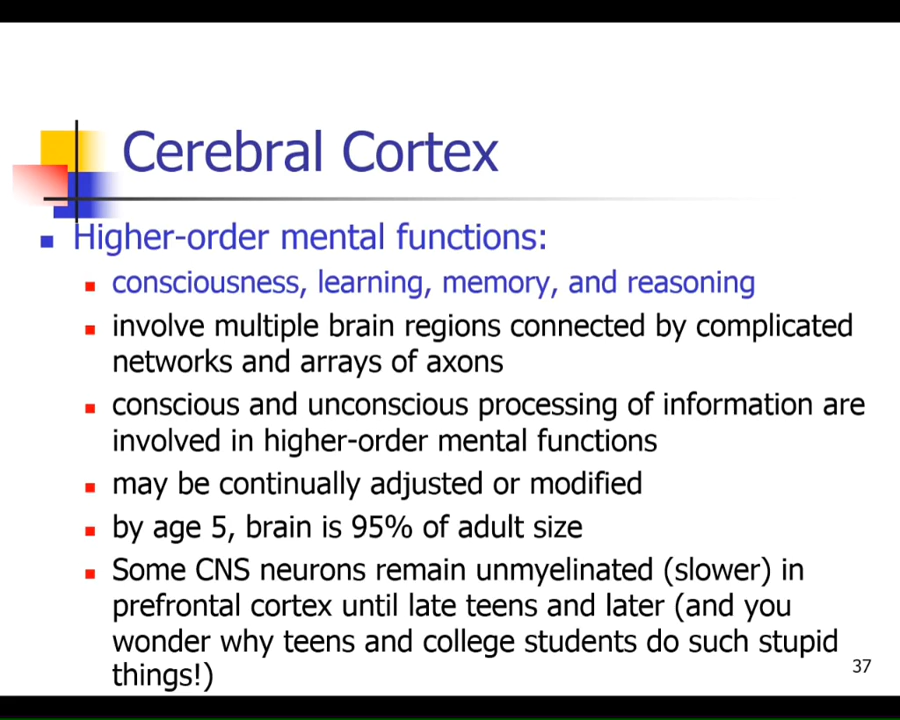 Cerebral Cortex
Higher-order mental functions:
consciousness, learning, memory, and reasoning
involve multiple brain regions connected by complicated
networks and arrays of axons
conscious and unconscious processing of information are
involved in higher-order mental functions
may be continually adjusted or modified
by age 5, brain is 95% of adult size
Some CNS neurons remain unmyelinated (slower) in
prefrontal cortex until late teens and later (and you
wonder why teens and college students do such stupid
things!)
37